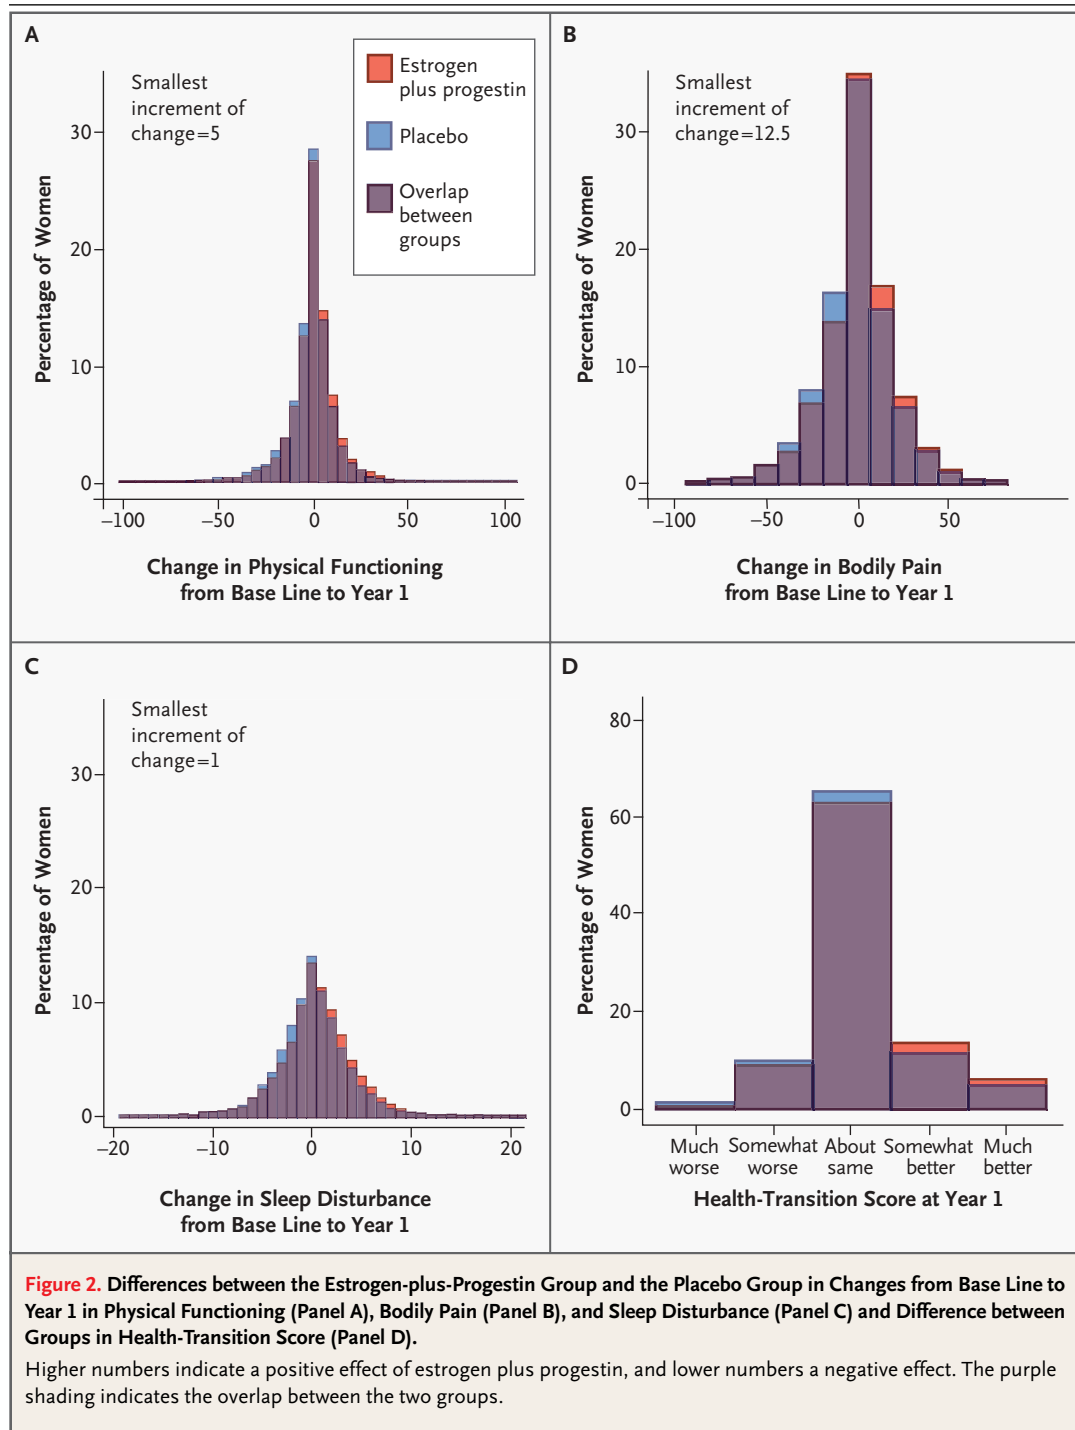 A
Smallest
increment of
change=5
Estrogen
plus progestin
Placebo
Overlap
between
groups
Percentage of Women
30
20
10
0
−100
−50
0
50
100
Change in Physical Functioning
from Base Line to Year 1
B
Smallest
increment of
change=12.5
Percentage of Women
30
20
10
0
−100
−50
0
50
Change in Bodily Pain
from Base Line to Year 1
C
Smallest
increment of
change=1
Percentage of Women
30
20
10
0
−20
−10
0
10
20
Change in Sleep Disturbance
from Base Line to Year 1
D
Percentage of Women
80
60
40
20
0
Much
worse
Somewhat
worse
About
same
Somewhat
better
Much
better
Health-Transition Score at Year 1
Figure 2. Differences between the Estrogen-plus-Progestin Group and the Placebo Group in Changes from Base Line to
Year 1 in Physical Functioning (Panel A), Bodily Pain (Panel B), and Sleep Disturbance (Panel C) and Difference between
Groups in Health-Transition Score (Panel D).
Higher numbers indicate a positive effect of estrogen plus progestin, and lower numbers a negative effect. The purple
shading indicates the overlap between the two groups.